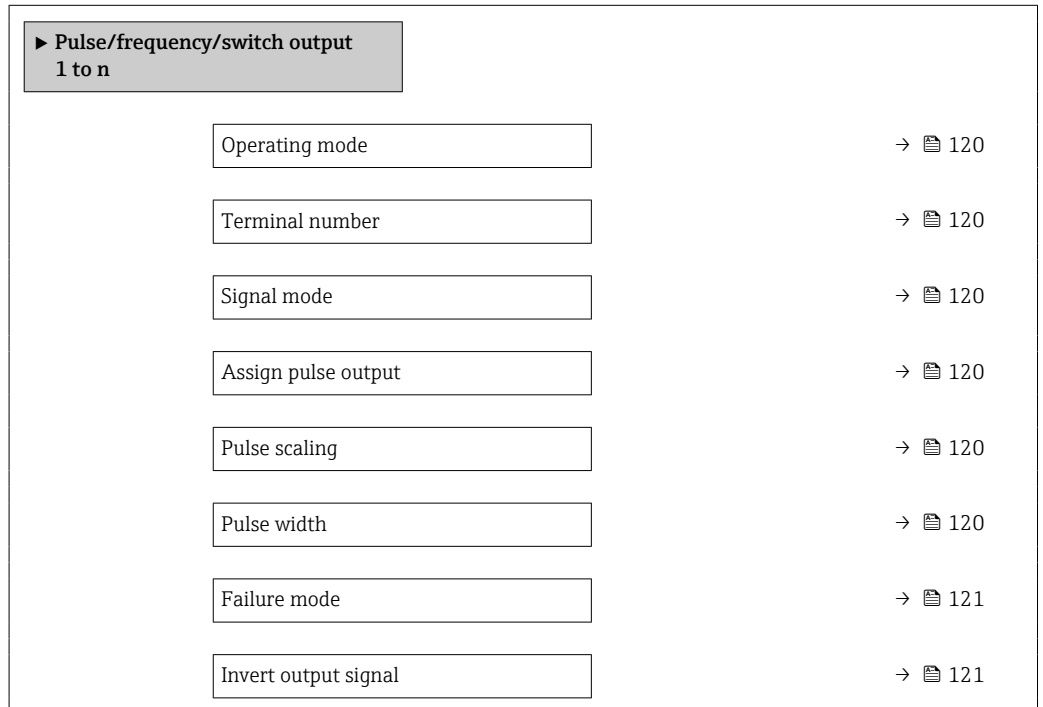 ▶ Pulse/frequency/switch output
1 to n
Operating mode → 120
Terminal number → 120
Signal mode → 120
Assign pulse output → 120
Pulse scaling → 120
Pulse width → 120
Failure mode → 121
Invert output signal → 121